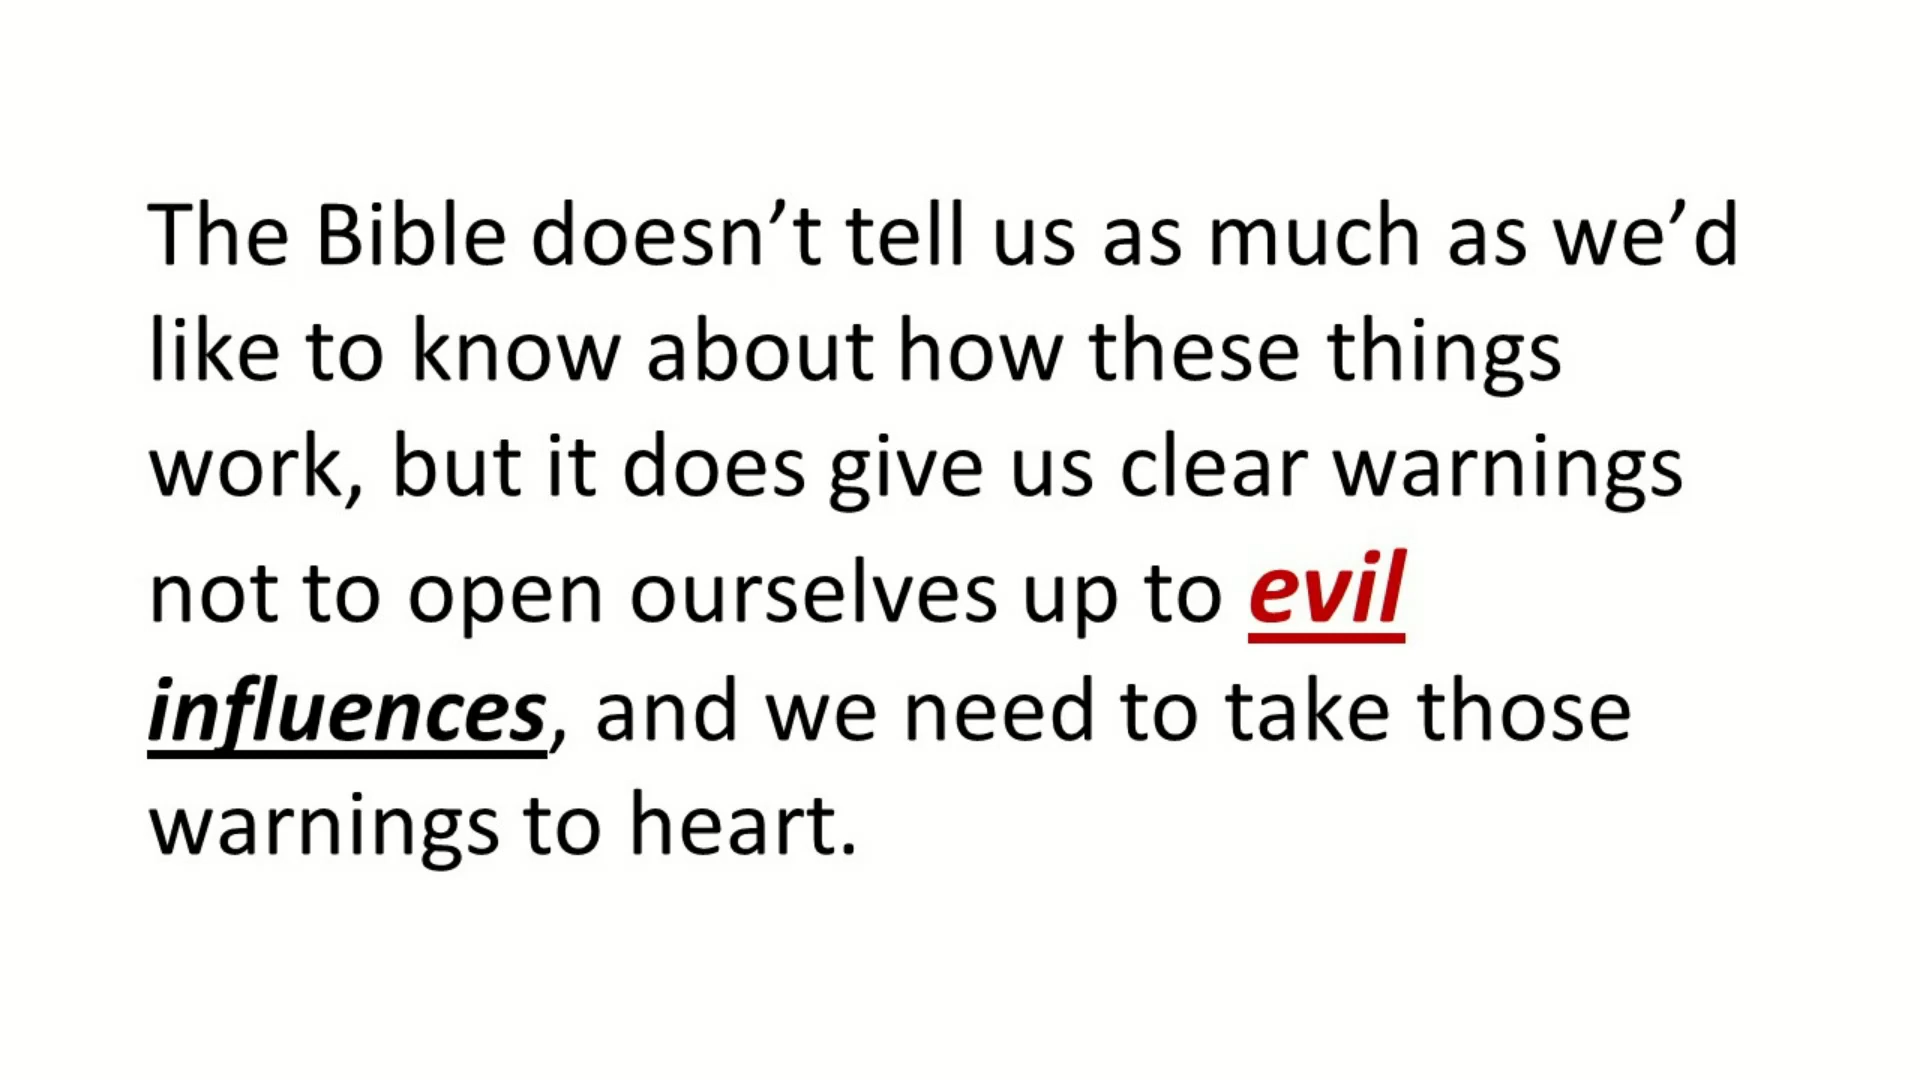 The Bible doesn’t tell us as much as we’d
like to know about how these things
work, but it does give us clear warnings
not to open ourselves up to evil
influences, and we need to take those
warnings to heart.